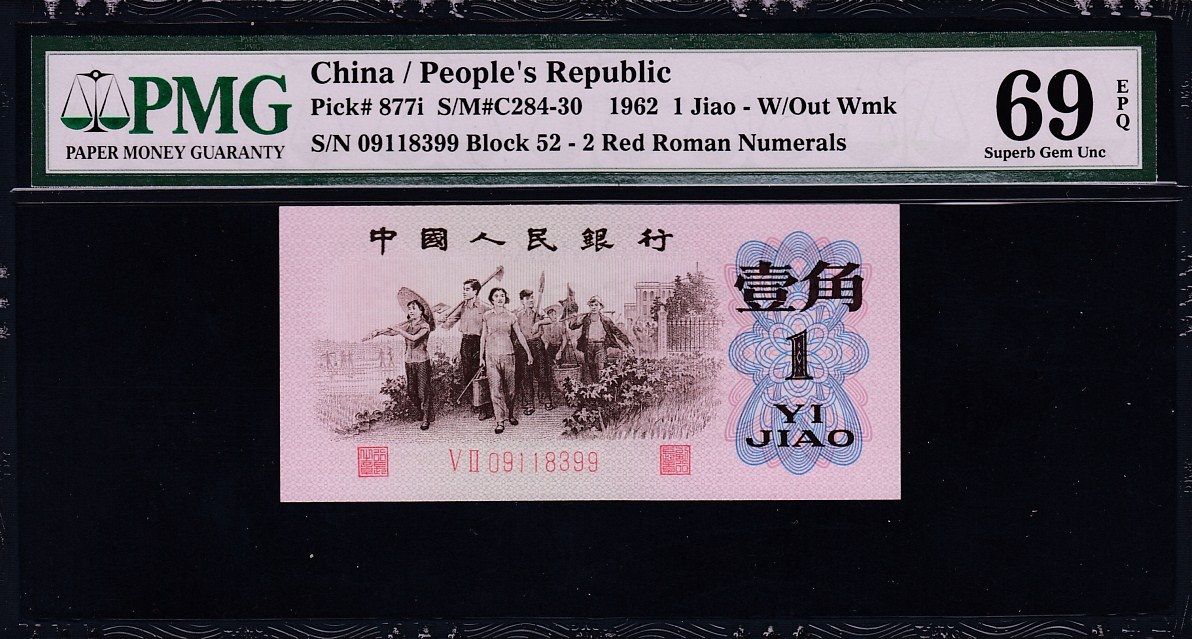 PMG
PAPER MONEY GUARANTY
China / People's Republic
Pick# 877i S/M#C284-30 1962 1 Jiao - W/Out Wmk
S/N 09118399 Block 52 - 2 Red Roman Numerals
69
EPQ
Superb Gem Unc
中國人民銀行
壹角
1
YI
JIAO
VII 09118399